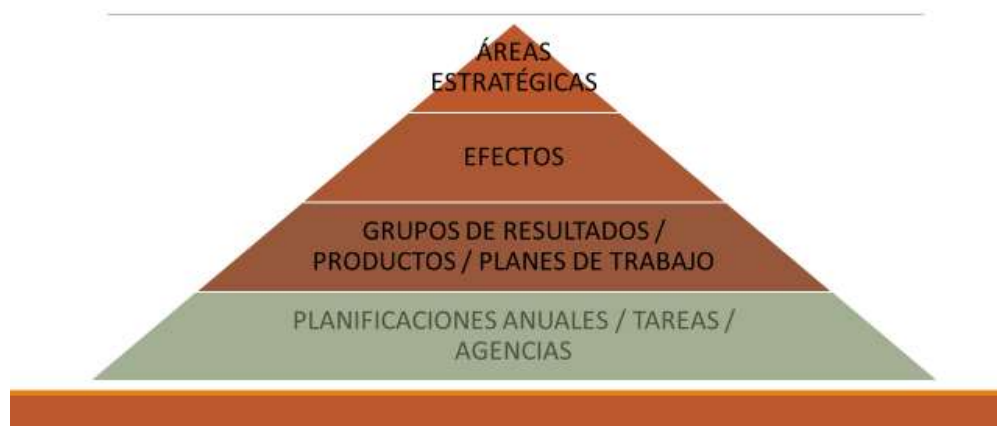 ÁREAS
ESTRATÉGICAS
EFECTOS
GRUPOS DE RESULTADOS /
PRODUCTOS / PLANES DE TRABAJO
PLANIFICACIONES ANUALES / TAREAS /
AGENCIAS